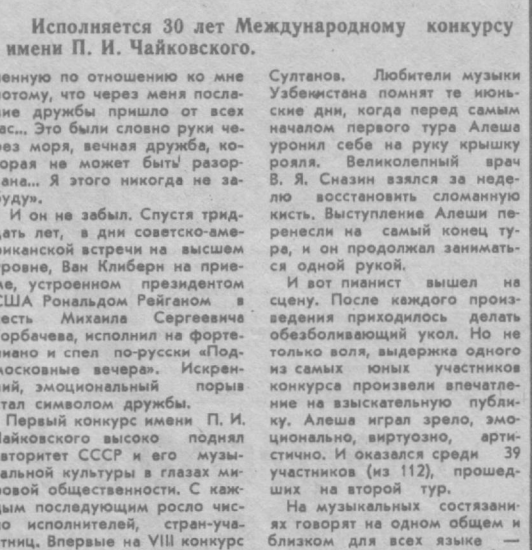 Исполняется 30 лет Международному конкурсу
имени П. И. Чайковского.
енную по отношению ко мне
потому, что через меня посла-
ние дружбы пришло от всех
ас... Это были словно руки че-
рез моря, вечная дружба, ко-
орая не может быть разор-
ана... Я этого никогда не за-
буду».
И он не забыл. Спустя трид-
цать лет, в дни советско-аме-
риканской встречи на высшем
уровне, Ван Клиберн на прие-
ме, устроенном президентом
США Рональдом Рейганом в
честь Михаила Сергеевича
Горбачева, исполнил на форте-
пиано и спел по-русски «Под-
московные вечера». Искрен-
ний, эмоциональный порыв
стал символом дружбы.
Первый конкурс имени П. И.
Чайковского высоко поднял
авторитет СССР и его музы-
кальной культуры в глазах ми-
ровой общественности. С каж-
дым последующим росло чис-
ло исполнителей, стран-уча-
стниц. Впервые на VIII конкурс
Султанов. Любители музыки
Узбекистана помнят те июнь-
ские дни, когда перед самым
началом первого тура Алеша
уронил себе на руку крышку
рояля. Великолепный врач
В. Я. Сназин взялся за неде-
лю восстановить сломанную
кисть. Выступление Алеши пе-
ренесли на самый конец ту-
ра, и он продолжал занимать-
ся одной рукой.
И вот пианист вышел на
сцену. После каждого произ-
ведения приходилось делать
обезболивающий укол. Но не
только воля, выдержка одного
из самых юных участников
конкурса произвели впечатле-
ние на взыскательную публи-
ку. Алеша играл зрело, эмо-
ционально, виртуозно, арти-
стично. И оказался среди 39
участников (из 112), прошед-
ших на второй тур.
На музыкальных состязани-
ях говорят на одном общем и
близком для всех языке —